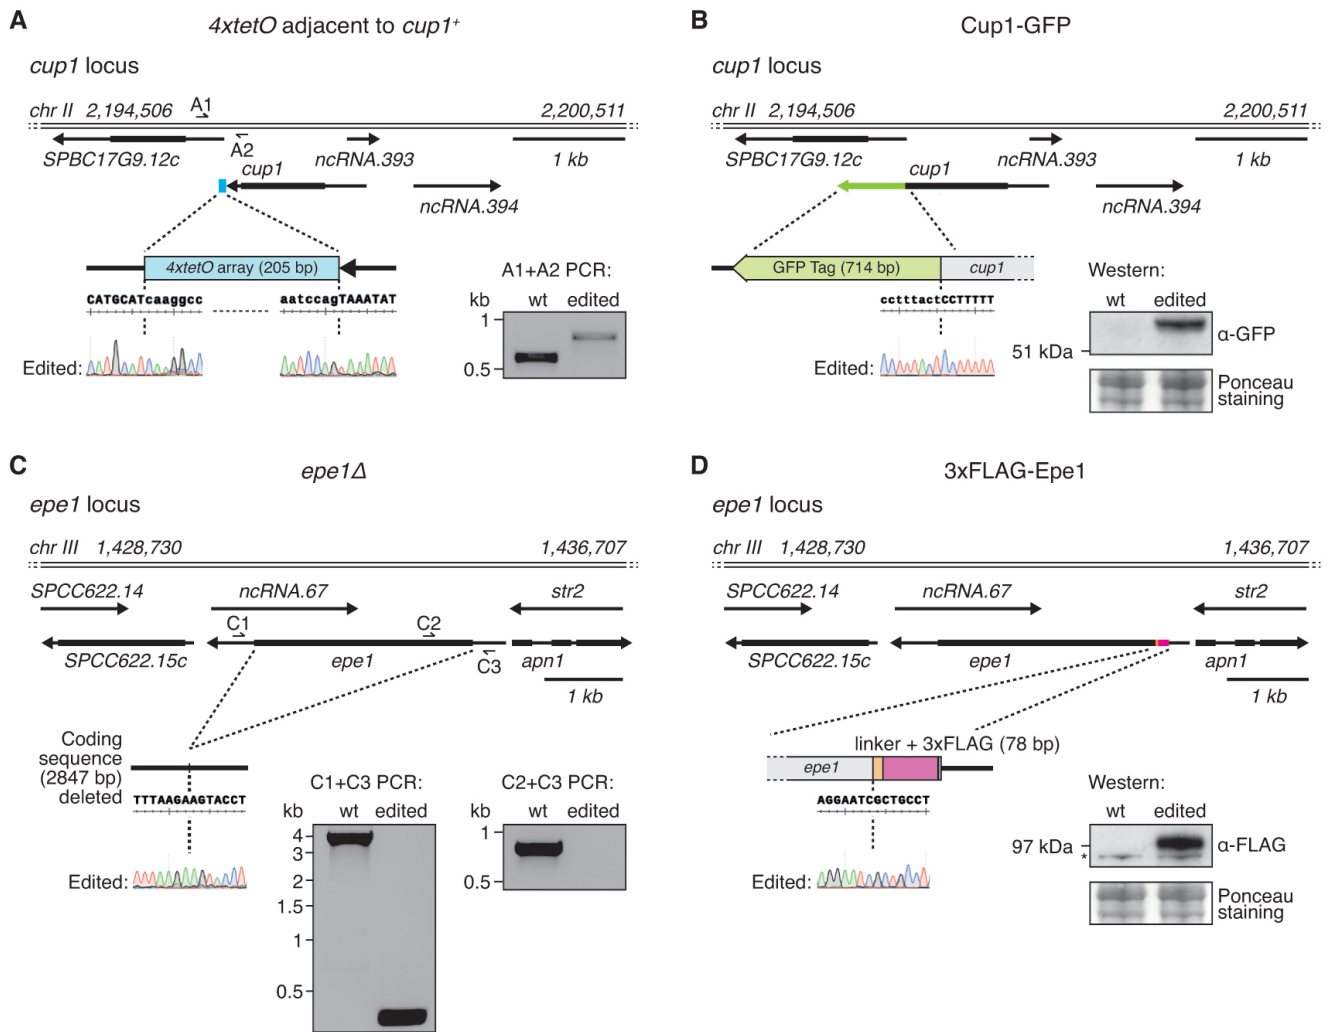 A
4xtetO adjacent to cup1+
cup1 locus
chr II 2,194,506 A1 2,200,511
A2
SPBC17G9.12c cup1 ncRNA.393 1 kb
ncRNA.394
4xtetO array (205 bp)
CATGCATcaaggcc aatccagTAAATAT
Edited:
A1+A2 PCR:
kb wt edited
1
0.5
B
Cup1-GFP
cup1 locus
chr II 2,194,506 2,200,511
SPBC17G9.12c cup1 ncRNA.393 1 kb
ncRNA.394
GFP Tag (714 bp) cup1
cctttactCCTTTTT
Edited:
Western:
wt edited
51 kDa α-GFP
Ponceau
staining
C
epe1Δ
epe1 locus
chr III 1,428,730 1,436,707
SPCC622.14 ncRNA.67 str2
C1 C2
C3
SPCC622.15c epe1 apn1
1 kb
Coding
sequence
(2847 bp)
deleted
TTTAAGAAGTACCT
Edited:
C1+C3 PCR:
kb wt edited
4
3
2
1.5
1
0.5
C2+C3 PCR:
kb wt edited
1
0.5
D
3xFLAG-Epe1
epe1 locus
chr III 1,428,730 1,436,707
SPCC622.14 ncRNA.67 str2
SPCC622.15c epe1 apn1
1 kb
linker + 3xFLAG (78 bp)
epe1
AGGAATCGCTGCCT
Edited:
Western:
wt edited
97 kDa α-FLAG
*
Ponceau
staining